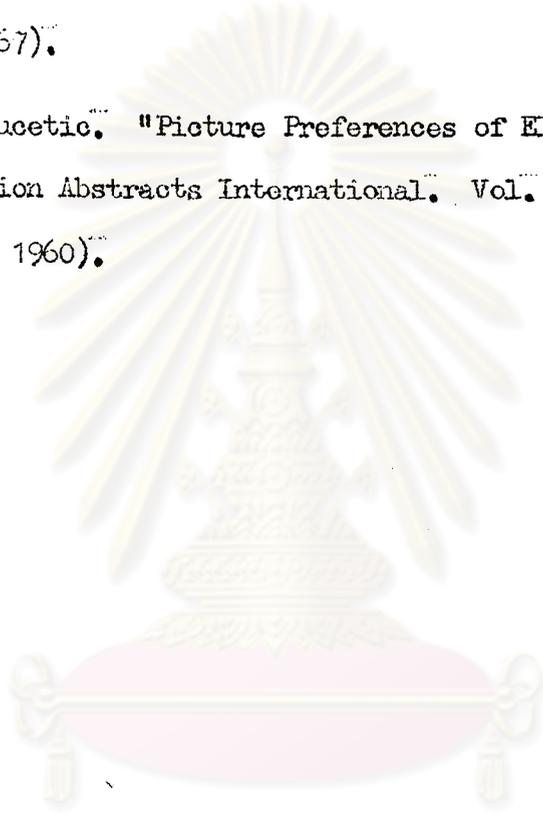 67).
ucetic. "Picture Preferences of E
ion Abstracts International. Vol.
1960).